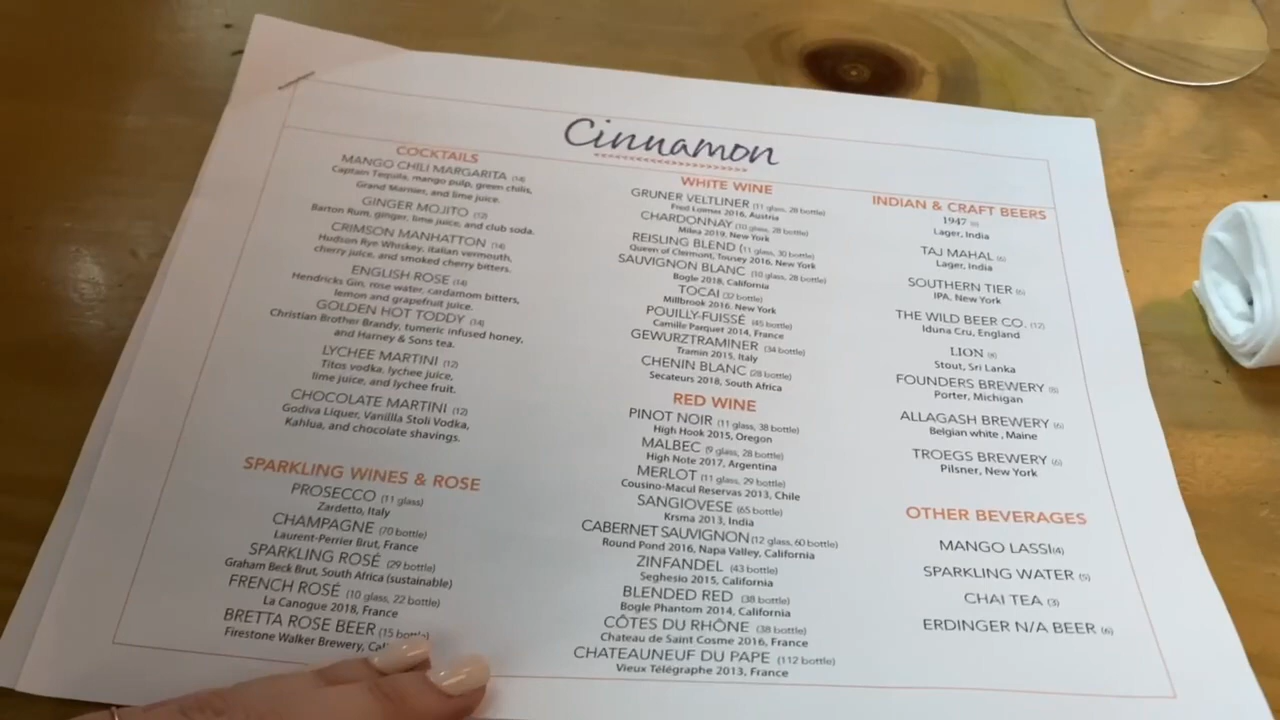 Cinnamon
COCKTAILS
MANGO CHILI MARGARITA (14)
Captain Tequila, mango pulp, green chilis,
Grand Marnier, and lime juice.
GINGER MOJITO (12)
Barton Rum, ginger, lime juice, and club soda.
CRIMSON MANHATTON (14)
Hudson Rye Whiskey, italian vermouth,
cherry juice, and smoked cherry bitters.
ENGLISH ROSE (14)
Hendricks Gin, rose water, cardamom bitters,
lemon and grapefruit juice.
GOLDEN HOT TODDY (14)
Christian Brother Brandy, tumeric infused honey,
and Harney & Sons tea.
LYCHEE MARTINI (12)
Titos vodka, lychee juice,
lime juice, and lychee fruit.
CHOCOLATE MARTINI (12)
Godiva Liquer, Vanillla Stoli Vodka,
Kahlua, and chocolate shavings.
SPARKLING WINES & ROSE
PROSECCO (11 glass)
Zardetto, Italy
CHAMPAGNE (70 bottle)
Laurent-Perrier Brut, France
SPARKLING ROSÉ (29 bottle)
Graham Beck Brut, South Africa (sustainable)
FRENCH ROSÉ (10 glass, 22 bottle)
La Canogue 2018, France
BRETTA ROSE BEER (15 bottle)
Firestone Walker Brewery,
WHITE WINE
GRUNER VELTLINER (11 glass, 28 bottle)
Fred Loimer 2016, Austria
CHARDONNAY (10 glass, 28 bottle)
Milea 2019, New York
REISLING BLEND (11 glass, 30 bottle)
Queen of Clermont, Tousey 2016, New York
SAUVIGNON BLANC (10 glass, 28 bottle)
Bogle 2018, California
TOCAI (32 bottle)
Millbrook 2016, New York
POUILLY-FUISSÉ (45 bottle)
Camille Parquet 2014, France
GEWURZTRAMINER (34 bottle)
Tramin 2015, Italy
CHENIN BLANC (28 bottle)
Secateurs 2018, South Africa
RED WINE
PINOT NOIR (11 glass, 38 bottle)
High Hook 2015, Oregon
MALBEC (9 glass, 28 bottle)
High Note 2017, Argentina
MERLOT (11 glass, 29 bottle)
Cousino-Macul Reservas 2013, Chile
SANGIOVESE (65 bottle)
Krsma 2013, India
CABERNET SAUVIGNON (12 glass, 60 bottle)
Round Pond 2016, Napa Valley, California
ZINFANDEL (43 bottle)
Seghesio 2015, California
BLENDED RED (38 bottle)
Bogle Phantom 2014, California
CÔTES DU RHÔNE (38 bottle)
Chateau de Saint Cosme 2016, France
CHATEAUNEUF DU PAPE (112 bottle)
Vieux Télégraphe 2013, France
INDIAN & CRAFT BEERS
1947 (6)
Lager, India
TAJ MAHAL (6)
Lager, India
SOUTHERN TIER (6)
IPA, New York
THE WILD BEER CO. (12)
Iduna Cru, England
LION (8)
Stout, Sri Lanka
FOUNDERS BREWERY (8)
Porter, Michigan
ALLAGASH BREWERY (6)
Belgian white , Maine
TROEGS BREWERY (6)
Pilsner, New York
OTHER BEVERAGES
MANGO LASSI(4)
SPARKLING WATER (5)
CHAI TEA (3)
ERDINGER N/A BEER (6)